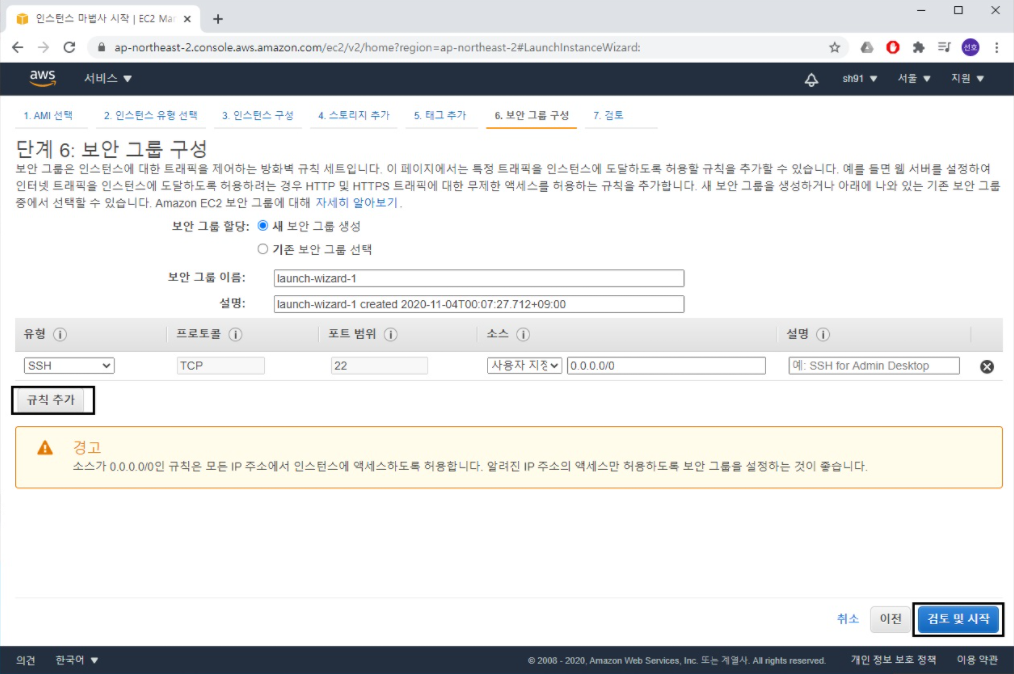 인스턴스 마법사 시작 | EC2 Ma
ap-northeast-2.console.aws.amazon.com/ec2/v2/home?region=ap-northeast-2#LaunchInstanceWizard:
선호
aws 서비스 sh91 서울 지원
1. AMI 선택 2. 인스턴스 유형 선택 3. 인스턴스 구성 4. 스토리지 추가 5. 태그 추가 6. 보안 그룹 구성 7. 검토
단계 6: 보안 그룹 구성
보안 그룹은 인스턴스에 대한 트래픽을 제어하는 방화벽 규칙 세트입니다. 이 페이지에서는 특정 트래픽을 인스턴스에 도달하도록 허용할 규칙을 추가할 수 있습니다. 예를 들면 웹 서버를 설정하여
인터넷 트래픽을 인스턴스에 도달하도록 허용하려는 경우 HTTP 및 HTTPS 트래픽에 대한 무제한 액세스를 허용하는 규칙을 추가합니다. 새 보안 그룹을 생성하거나 아래에 나와 있는 기존 보안 그룹
중에서 선택할 수 있습니다. Amazon EC2 보안 그룹에 대해 자세히 알아보기.
보안 그룹 할당: 새 보안 그룹 생성
기존 보안 그룹 선택
보안 그룹 이름: launch-wizard-1
설명: launch-wizard-1 created 2020-11-04T00:07:27.712+09:00
유형 프로토콜 포트 범위 소스 설명
SSH TCP 22 사용자 지정 0.0.0.0/0 예: SSH for Admin Desktop
규칙 추가
경고
소스가 0.0.0.0/0인 규칙은 모든 IP 주소에서 인스턴스에 액세스하도록 허용합니다. 알려진 IP 주소의 액세스만 허용하도록 보안 그룹을 설정하는 것이 좋습니다.
취소 이전 검토 및 시작
의견 한국어 © 2008 - 2020, Amazon Web Services, Inc. 또는 계열사. All rights reserved. 개인 정보 보호 정책 이용 약관